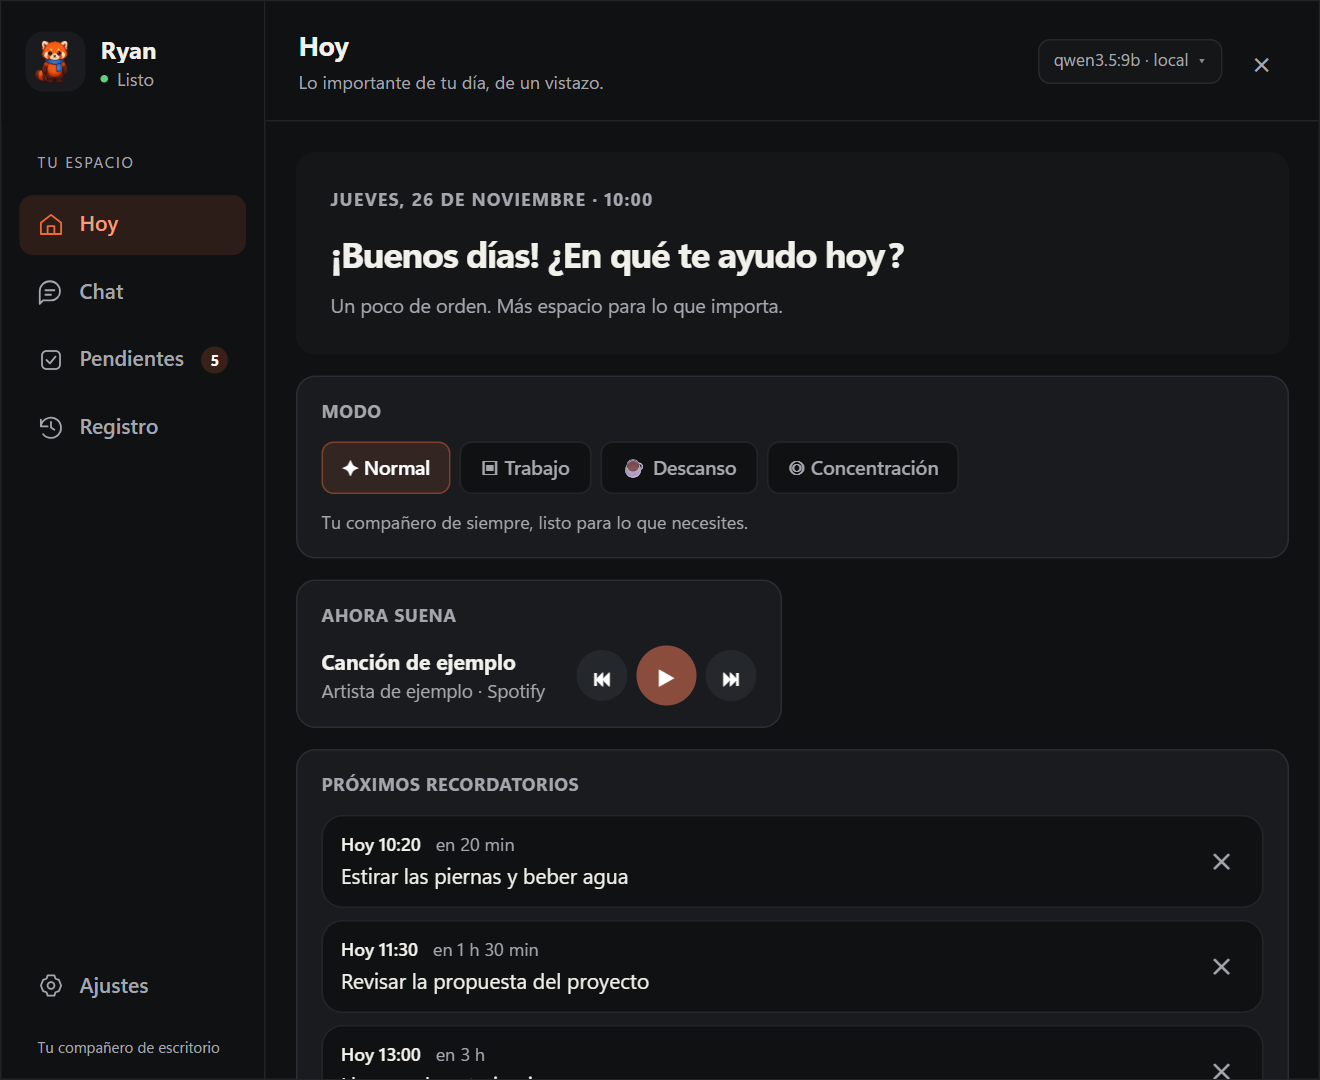 Ryan
Listo
TU ESPACIO
Hoy
Chat
Pendientes 5
Registro
Ajustes
Tu compañero de escritorio
Hoy
Lo importante de tu día, de un vistazo.
qwen3.5:9b · local
JUEVES, 26 DE NOVIEMBRE · 10:00
¡Buenos días! ¿En qué te ayudo hoy?
Un poco de orden. Más espacio para lo que importa.
MODO
Normal Trabajo Descanso Concentración
Tu compañero de siempre, listo para lo que necesites.
AHORA SUENA
Canción de ejemplo
Artista de ejemplo · Spotify
PRÓXIMOS RECORDATORIOS
Hoy 10:20 en 20 min
Estirar las piernas y beber agua
Hoy 11:30 en 1 h 30 min
Revisar la propuesta del proyecto
Hoy 13:00 en 3 h